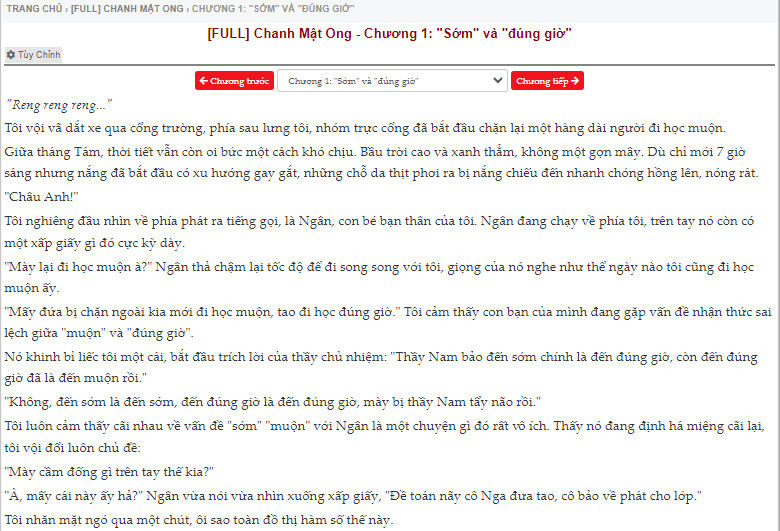 TRANG CHỦ › [FULL] CHANH MẬT ONG › CHƯƠNG 1: "SỚM" VÀ "ĐÚNG GIỜ"
[FULL] Chanh Mật Ong - Chương 1: "Sớm" và "đúng giờ"
Tùy Chỉnh
Chương trước Chương 1: "Sớm" và "đúng giờ" Chương tiếp
"Reng reng reng..."
Tôi vội vã dắt xe qua cổng trường, phía sau lưng tôi, nhóm trực cổng đã bắt đầu chặn lại một hàng dài người đi học muộn.
Giữa tháng Tám, thời tiết vẫn còn oi bức một cách khó chịu. Bầu trời cao và xanh thẳm, không một gợn mây. Dù chỉ mới 7 giờ
sáng nhưng nắng đã bắt đầu có xu hướng gay gắt, những chỗ da thịt phơi ra bị nắng chiếu đến nhanh chóng hồng lên, nóng rát.
"Châu Anh!"
Tôi nghiêng đầu nhìn về phía phát ra tiếng gọi, là Ngân, con bé bạn thân của tôi. Ngân đang chạy về phía tôi, trên tay nó còn có
một xấp giấy gì đó cực kỳ dày.
"Mày lại đi học muộn à?" Ngân thả chậm lại tốc độ để đi song song với tôi, giọng của nó nghe như thể ngày nào tôi cũng đi học
muộn ấy.
"Mấy đứa bị chặn ngoài kia mới đi học muộn, tao đi học đúng giờ." Tôi cảm thấy con bạn của mình đang gặp vấn đề nhận thức sai
lệch giữa "muộn" và "đúng giờ".
Nó khinh bỉ liếc tôi một cái, bắt đầu trích lời của thầy chủ nhiệm: "Thầy Nam bảo đến sớm chính là đến đúng giờ, còn đến đúng
giờ đã là đến muộn rồi."
"Không, đến sớm là đến sớm, đến đúng giờ là đến đúng giờ, mày bị thầy Nam tẩy não rồi."
Tôi luôn cảm thấy cãi nhau về vấn đề "sớm" "muộn" với Ngân là một chuyện gì đó rất vô ích. Thấy nó đang định há miệng cãi lại,
tôi vội đổi luôn chủ đề:
"Mày cầm đống gì trên tay thế kia?"
"À, mấy cái này ấy hả?" Ngân vừa nói vừa nhìn xuống xấp giấy, "Đề toán nãy cô Nga đưa tao, cô bảo về phát cho lớp."
Tôi nhăn mặt ngó qua một chút, ôi sao toàn đồ thị hàm số thế này.